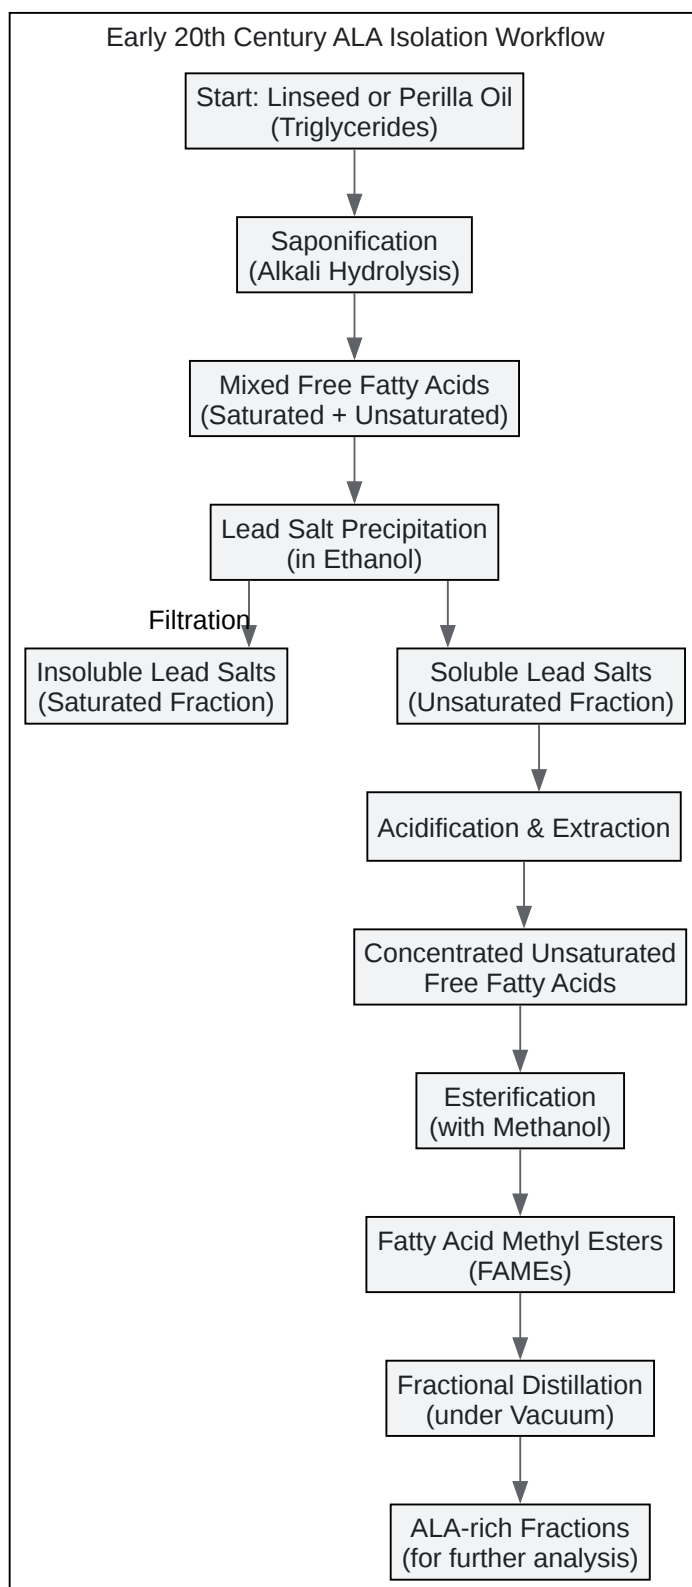 Early 20th Century ALA Isolation Workflow
Start: Linseed or Perilla Oil
(Triglycerides)
Saponification
(Alkali Hydrolysis)
Mixed Free Fatty Acids
(Saturated + Unsaturated)
Lead Salt Precipitation
(in Ethanol)
Filtration
Insoluble Lead Salts
(Saturated Fraction)
Soluble Lead Salts
(Unsaturated Fraction)
Acidification & Extraction
Concentrated Unsaturated
Free Fatty Acids
Esterification
(with Methanol)
Fatty Acid Methyl Esters
(FAMEs)
Fractional Distillation
(under Vacuum)
ALA-rich Fractions
(for further analysis)